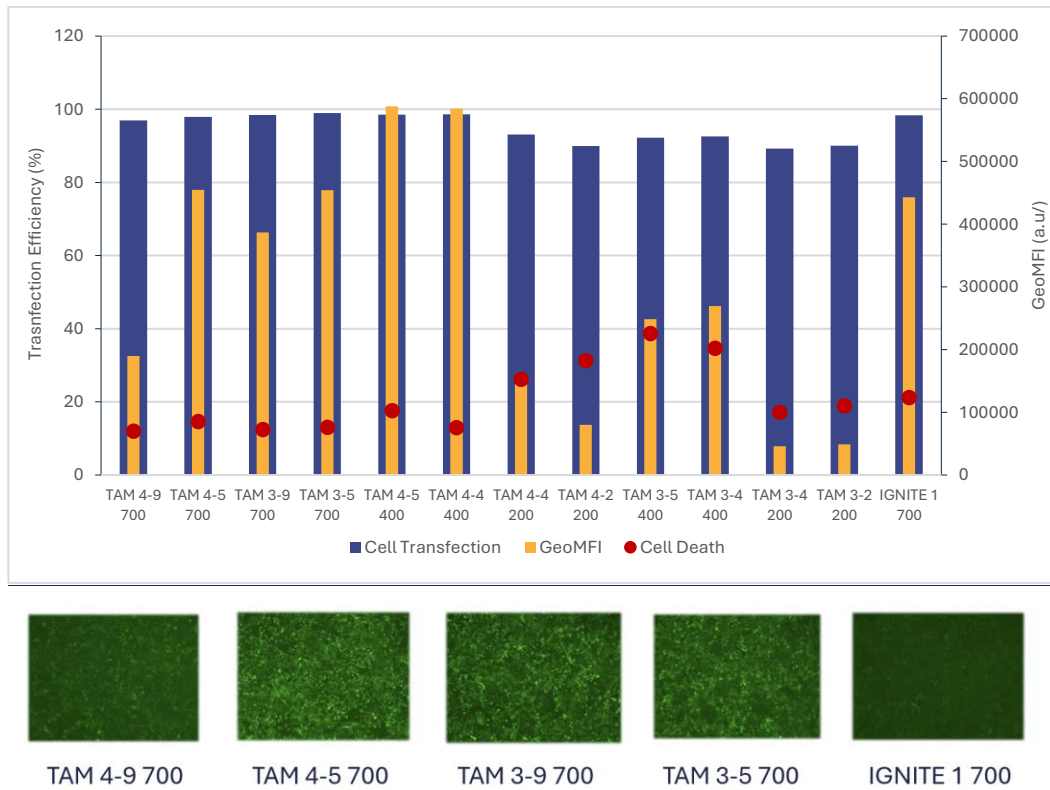 120
100
80
60
40
20
0
Trasnfection Efficiency (%)
700000
600000
500000
400000
300000
200000
100000
0
GeoMFI (a.u/)
TAM 4-9 700
TAM 4-5 700
TAM 3-9 700
TAM 3-5 700
TAM 4-5 400
TAM 4-4 400
TAM 4-4 200
TAM 4-2 200
TAM 3-5 400
TAM 3-4 400
TAM 3-4 200
TAM 3-2 200
IGNITE 1 700
Cell Transfection
GeoMFI
Cell Death
TAM 4-9 700
TAM 4-5 700
TAM 3-9 700
TAM 3-5 700
IGNITE 1 700